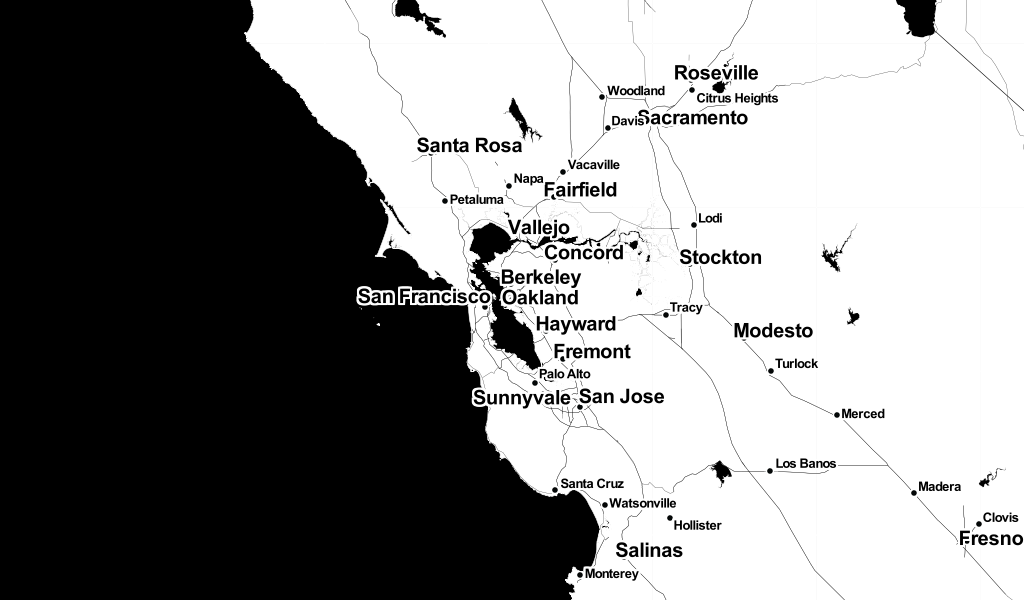 Roseville
Woodland
Citrus Heights
Davis
Sacramento
Santa Rosa
Vacaville
Napa
Fairfield
Petaluma
Lodi
Vallejo
Concord
Stockton
Berkeley
San Francisco
Oakland
Tracy
Hayward
Modesto
Fremont
Turlock
Palo Alto
Sunnyvale
San Jose
Merced
Los Banos
Santa Cruz
Madera
Watsonville
Clovis
Hollister
Fresno
Salinas
Monterey